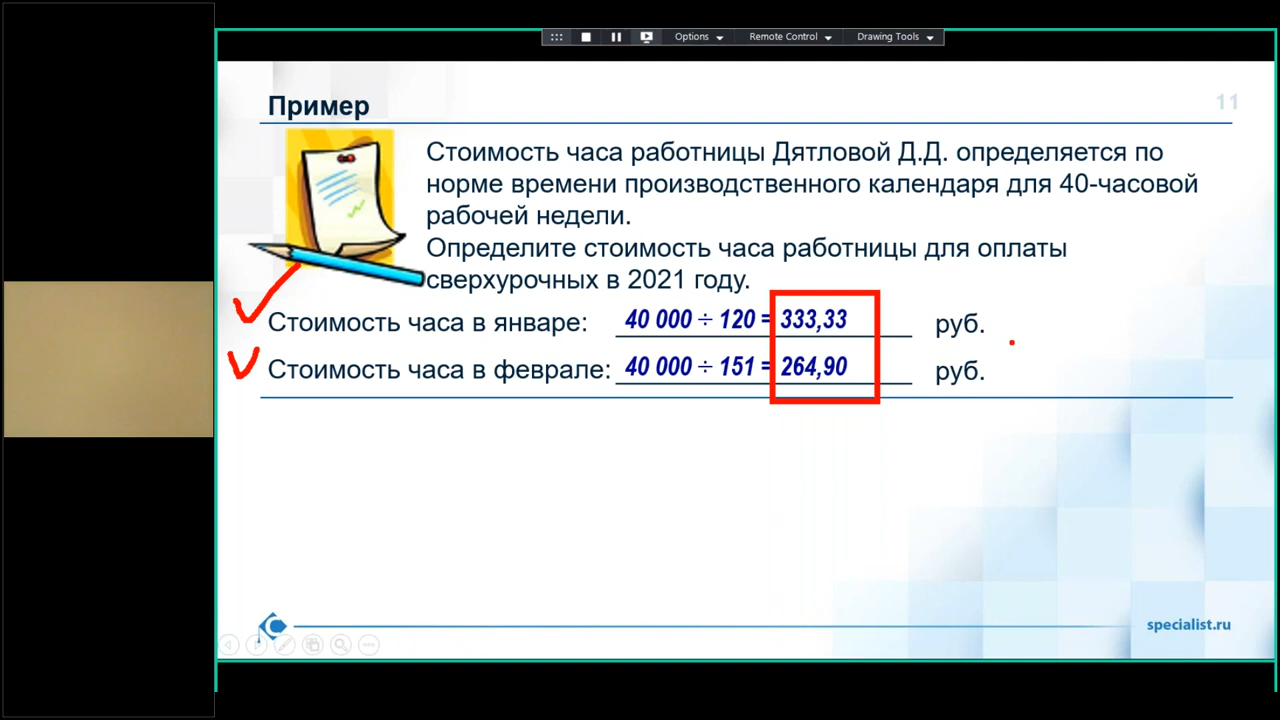 Options
Remote Control
Drawing Tools
Пример
11
Стоимость часа работницы Дятловой Д.Д. определяется по
норме времени производственного календаря для 40-часовой
рабочей недели.
Определите стоимость часа работницы для оплаты
сверхурочных в 2021 году.
Стоимость часа в январе: 40 000 ÷ 120 = 333,33 руб.
Стоимость часа в феврале: 40 000 ÷ 151 = 264,90 руб.
specialist.ru